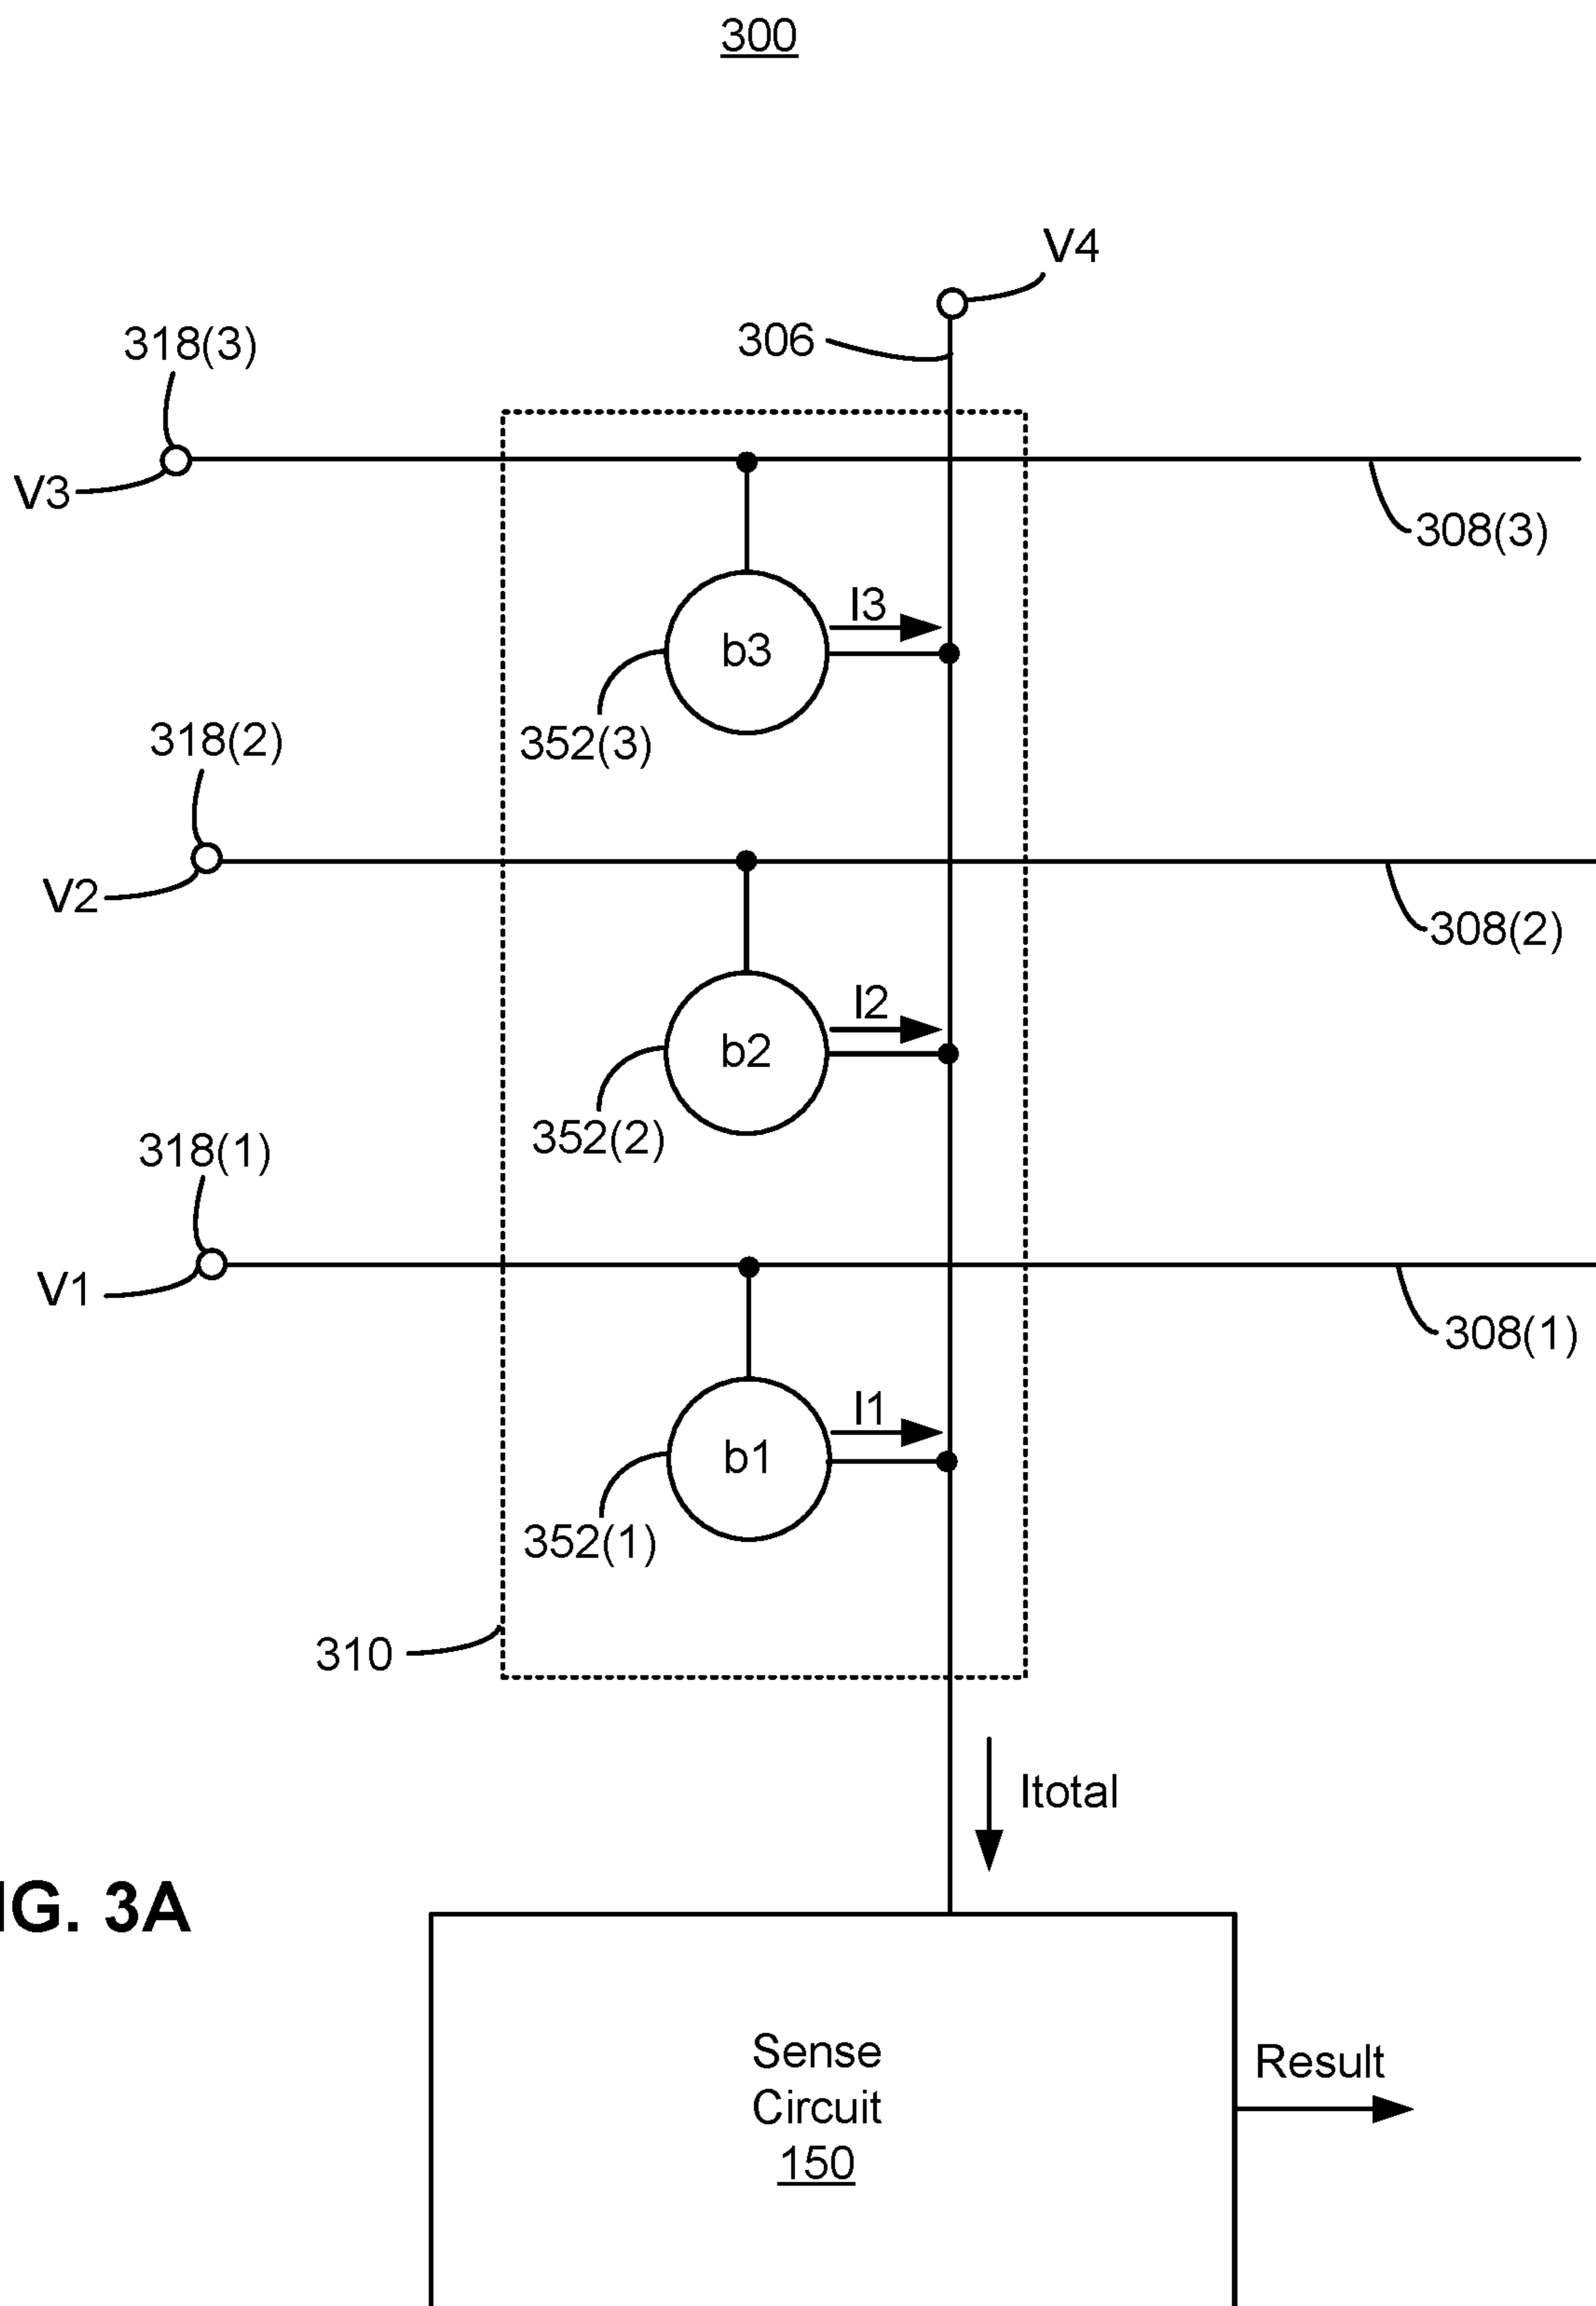 300
V4
306
318(3)
V3
308(3)
I3
b3
352(3)
318(2)
V2
308(2)
I2
b2
352(2)
318(1)
V1
308(1)
I1
b1
352(1)
310
Itotal
IG. 3A
Sense
Circuit
150
Result